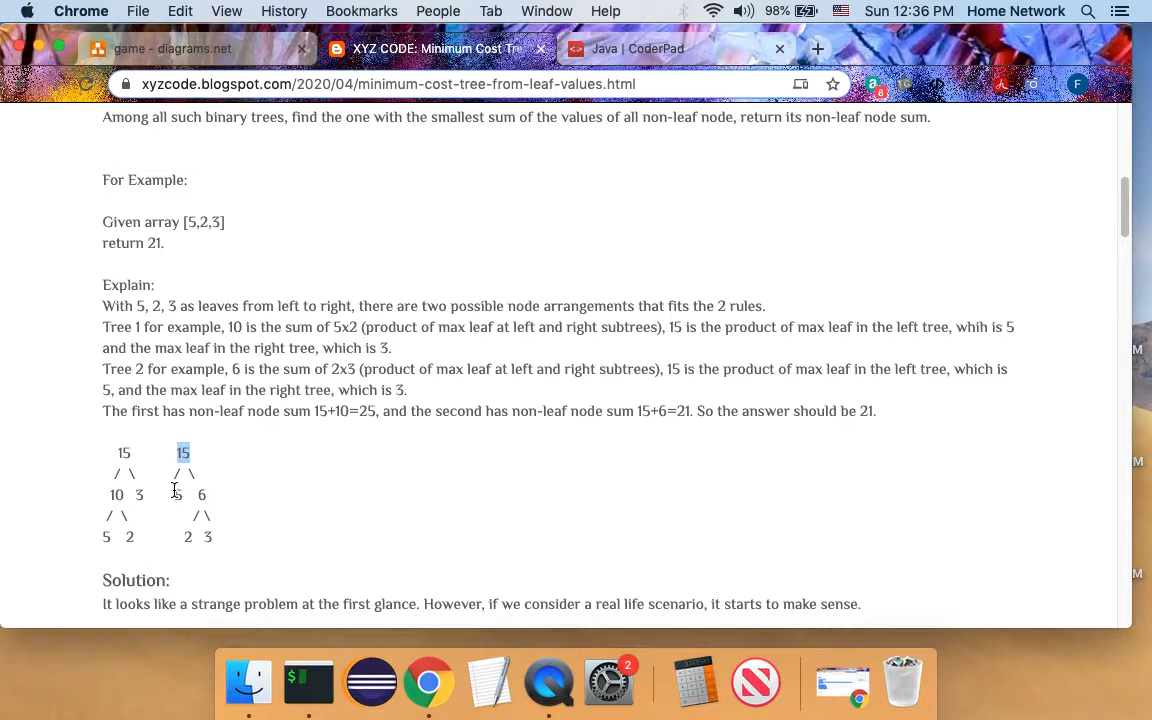 Chrome File Edit View History Bookmarks People Tab Window Help 98% Sun 12:36 PM Home Network
game - diagrams.net XYZ CODE: Minimum Cost Tre Java | CoderPad
xyzcode.blogspot.com/2020/04/minimum-cost-tree-from-leaf-values.html
8 F
Among all such binary trees, find the one with the smallest sum of the values of all non-leaf node, return its non-leaf node sum.
For Example:
Given array [5,2,3]
return 21.
Explain:
With 5, 2, 3 as leaves from left to right, there are two possible node arrangements that fits the 2 rules.
Tree 1 for example, 10 is the sum of 5x2 (product of max leaf at left and right subtrees), 15 is the product of max leaf in the left tree, whih is 5
and the max leaf in the right tree, which is 3.
Tree 2 for example, 6 is the sum of 2x3 (product of max leaf at left and right subtrees), 15 is the product of max leaf in the left tree, which is
5, and the max leaf in the right tree, which is 3.
The first has non-leaf node sum 15+10=25, and the second has non-leaf node sum 15+6=21. So the answer should be 21.
15 15
/ \ / \
10 3 5 6
/ \ / \
5 2 2 3
Solution:
It looks like a strange problem at the first glance. However, if we consider a real life scenario, it starts to make sense.
M
M
M
$
2